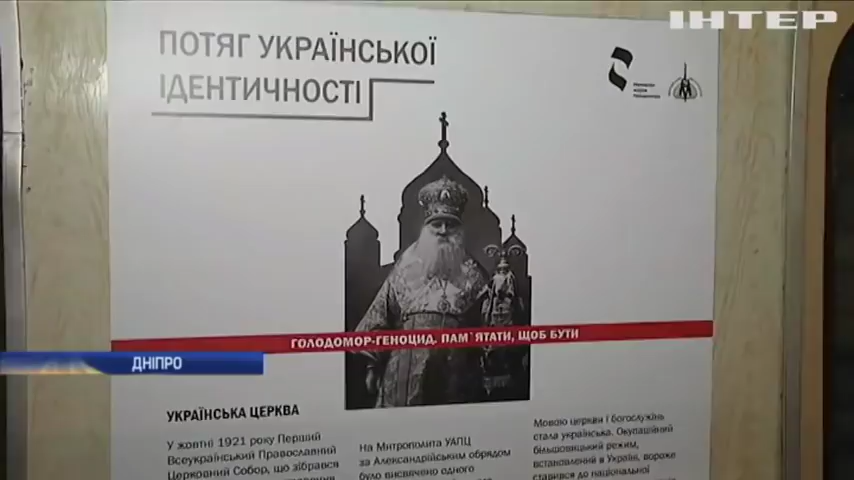 ІНТЕР
ПОТЯГ УКРАЇНСЬКОЇ
ІДЕНТИЧНОСТІ
ГОЛОДОМОР-ГЕНОЦИД. ПАМ`ЯТАТИ, ЩОБ БУТИ
ДНІПРО
УКРАЇНСЬКА ЦЕРКВА
У жовтні 1921 року Перший
Всеукраїнський Православний
Церковний Собор, що зібрався
На Митрополита УАПЦ
за Александрійським обрядом
було висвячено одного
Мовою церкви і богослужінь
стала українська. Окупаційний
більшовицький режим,
встановлений в Україні, вороже
ставився до національної